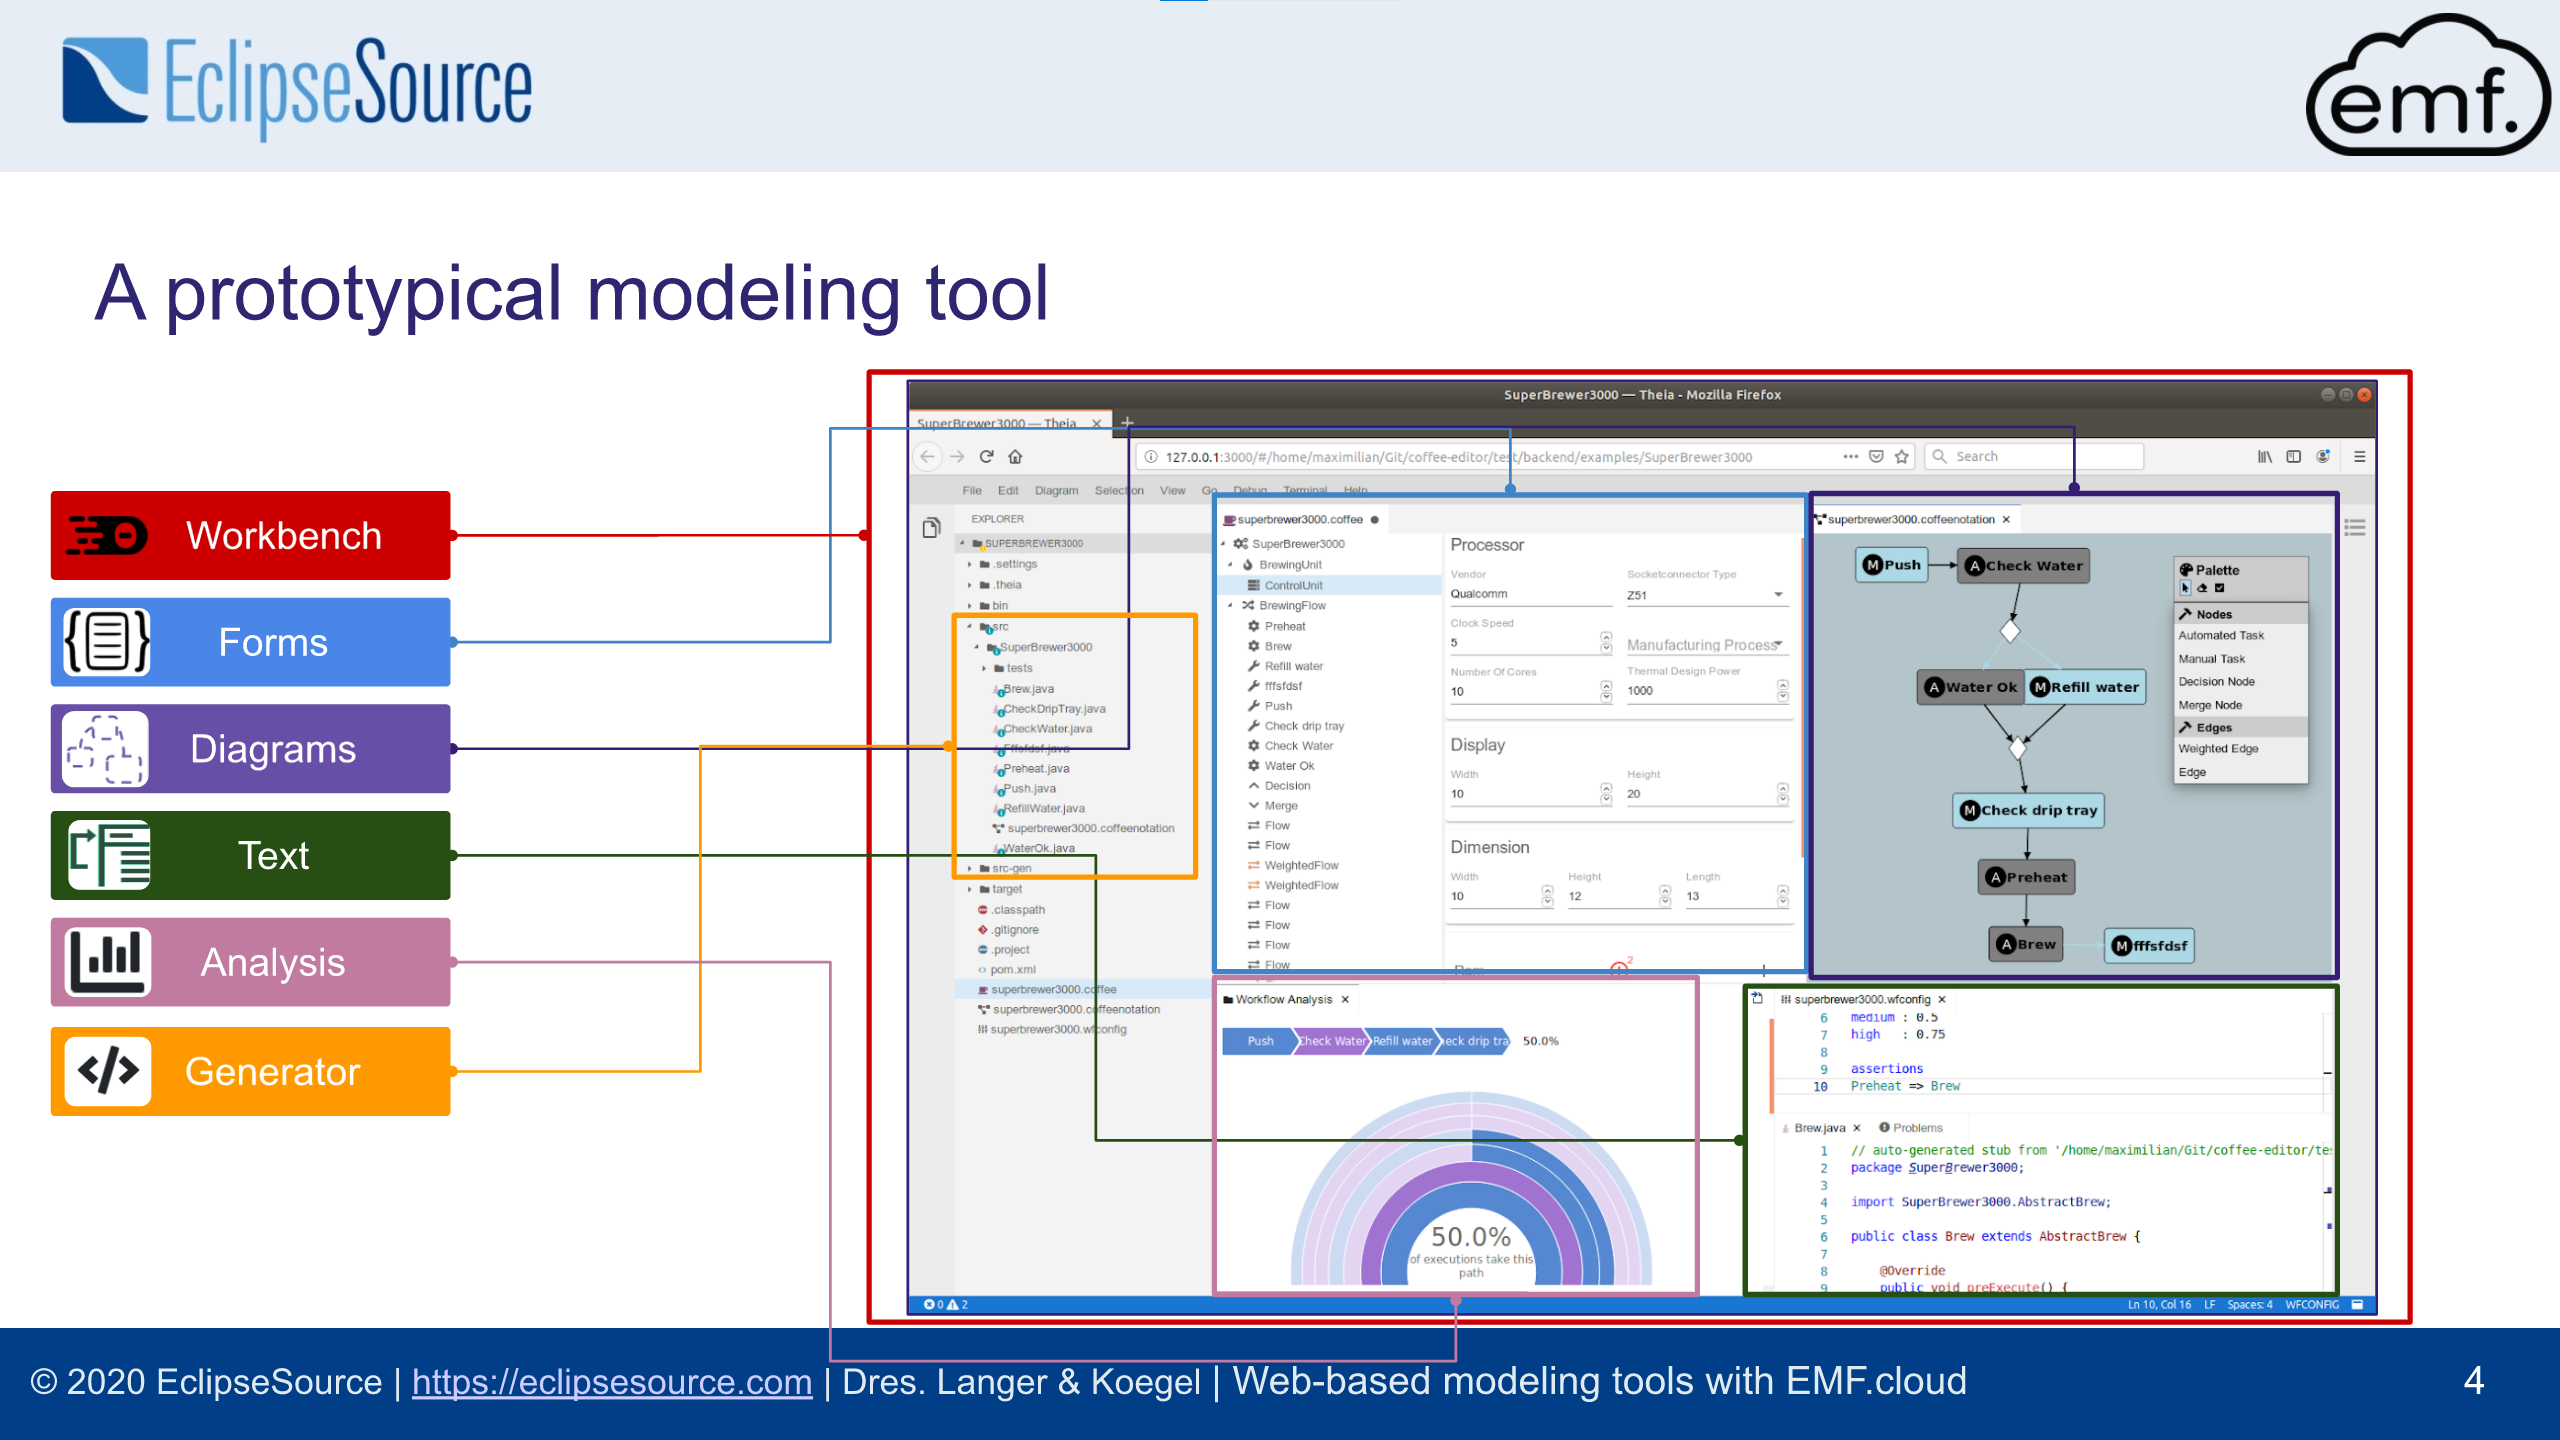 EclipseSource
emf.
A prototypical modeling tool
Workbench
Forms
Diagrams
Text
Analysis
Generator
SuperBrewer3000 — Theia - Mozilla Firefox
SuperBrewer3000 — Theia
127.0.0.1:3000/#/home/maximilian/Git/coffee-editor/test/backend/examples/SuperBrewer3000
Search
File Edit Diagram Selection View Go Debug Terminal Help
EXPLORER
SUPERBREWER3000
.settings
.theia
bin
src
SuperBrewer3000
tests
Brew.java
CheckDripTray.java
CheckWater.java
Fffsfdsf.java
Preheat.java
Push.java
RefillWater.java
superbrewer3000.coffeenotation
WaterOk.java
src-gen
target
.classpath
.gitignore
.project
pom.xml
superbrewer3000.coffee
superbrewer3000.coffeenotation
superbrewer3000.wfconfig
superbrewer3000.coffee
SuperBrewer3000
BrewingUnit
ControlUnit
BrewingFlow
Preheat
Brew
Refill water
fffsfdsf
Push
Check drip tray
Check Water
Water Ok
Decision
Merge
Flow
Flow
WeightedFlow
WeightedFlow
Flow
Flow
Flow
Flow
Processor
Vendor Socketconnector Type
Qualcomm Z51
Clock Speed
5 Manufacturing Process
Number Of Cores Thermal Design Power
10 1000
Display
Width Height
10 20
Dimension
Width Height Length
10 12 13
2
superbrewer3000.coffeenotation
M Push
A Check Water
A Water Ok
M Refill water
M Check drip tray
A Preheat
A Brew
M fffsfdsf
Palette
Nodes
Automated Task
Manual Task
Decision Node
Merge Node
Edges
Weighted Edge
Edge
Workflow Analysis
Push Check Water Refill water eck drip tra 50.0%
50.0%
of executions take this
path
superbrewer3000.wfconfig
6 medium : 0.5
7 high : 0.75
8
9 assertions
10 Preheat => Brew
Brew.java Problems
1 // auto-generated stub from '/home/maximilian/Git/coffee-editor/te
2 package SuperBrewer3000;
3
4 import SuperBrewer3000.AbstractBrew;
5
6 public class Brew extends AbstractBrew {
7
8 @Override
9 public void preExecute() {
0 2
Ln 10, Col 16 LF Spaces: 4 WFCONFIG
© 2020 EclipseSource | https://eclipsesource.com | Dres. Langer & Koegel | Web-based modeling tools with EMF.cloud
4